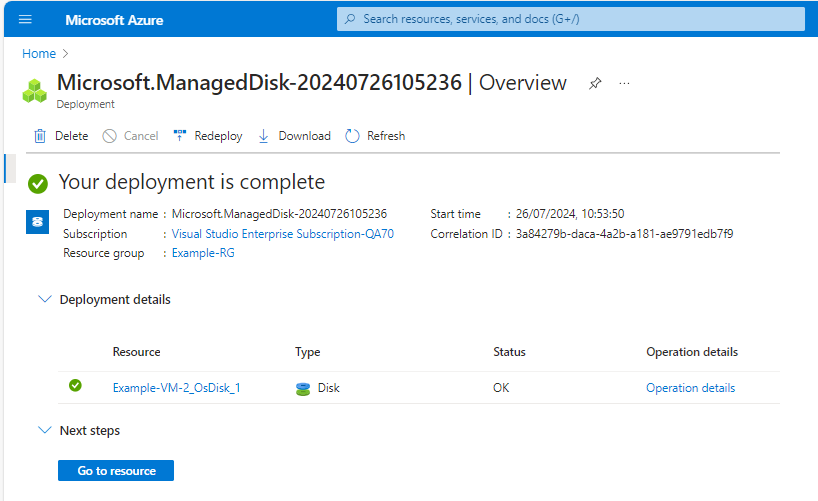 Microsoft Azure
Search resources, services, and docs (G+/)
Home
Microsoft.ManagedDisk-20240726105236 | Overview
Deployment
Delete Cancel Redeploy Download Refresh
Your deployment is complete
Deployment name : Microsoft.ManagedDisk-20240726105236 Start time : 26/07/2024, 10:53:50
Subscription : Visual Studio Enterprise Subscription-QA70 Correlation ID : 3a84279b-daca-4a2b-a181-ae9791edb7f9
Resource group : Example-RG
Deployment details
Resource Type Status Operation details
Example-VM-2_OsDisk_1 Disk OK Operation details
Next steps
Go to resource